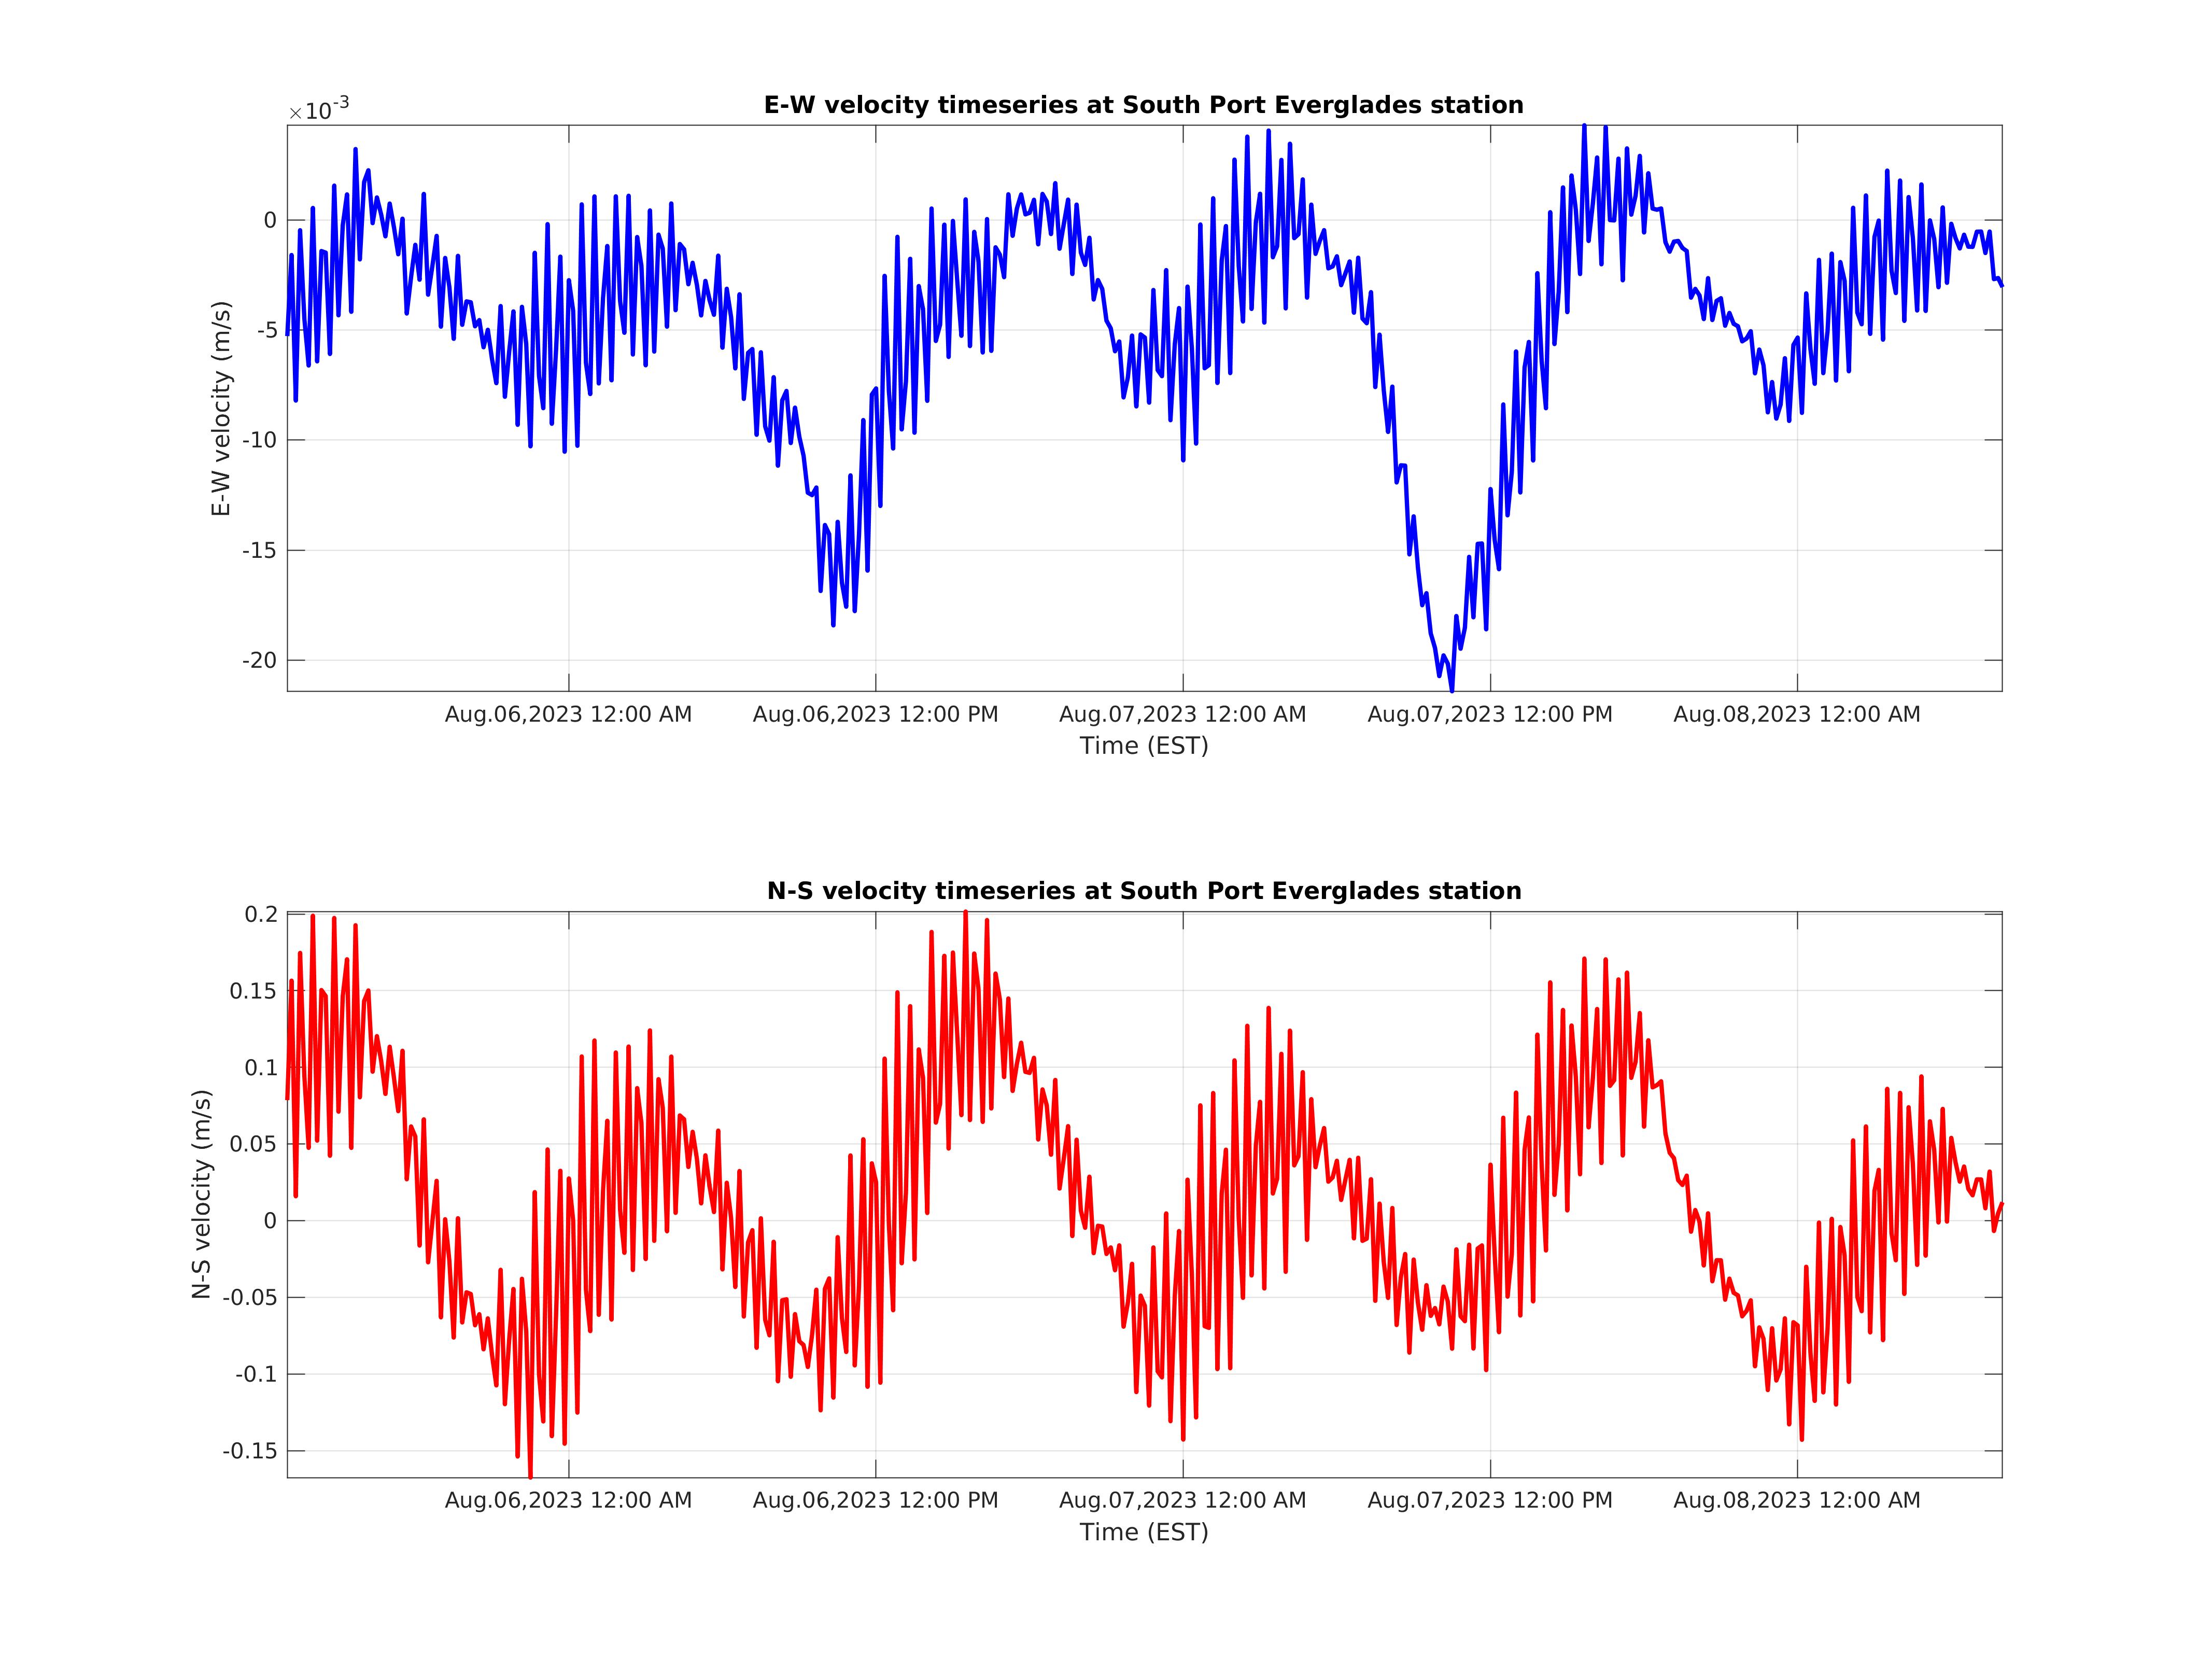 ×10-3
E-W velocity timeseries at South Port Everglades station
E-W velocity (m/s)
0
-5
-10
-15
-20
Aug.06,2023 12:00 AM
Aug.06,2023 12:00 PM
Aug.07,2023 12:00 AM
Aug.07,2023 12:00 PM
Aug.08,2023 12:00 AM
Time (EST)
N-S velocity timeseries at South Port Everglades station
N-S velocity (m/s)
0.2
0.15
0.1
0.05
0
-0.05
-0.1
-0.15
Aug.06,2023 12:00 AM
Aug.06,2023 12:00 PM
Aug.07,2023 12:00 AM
Aug.07,2023 12:00 PM
Aug.08,2023 12:00 AM
Time (EST)